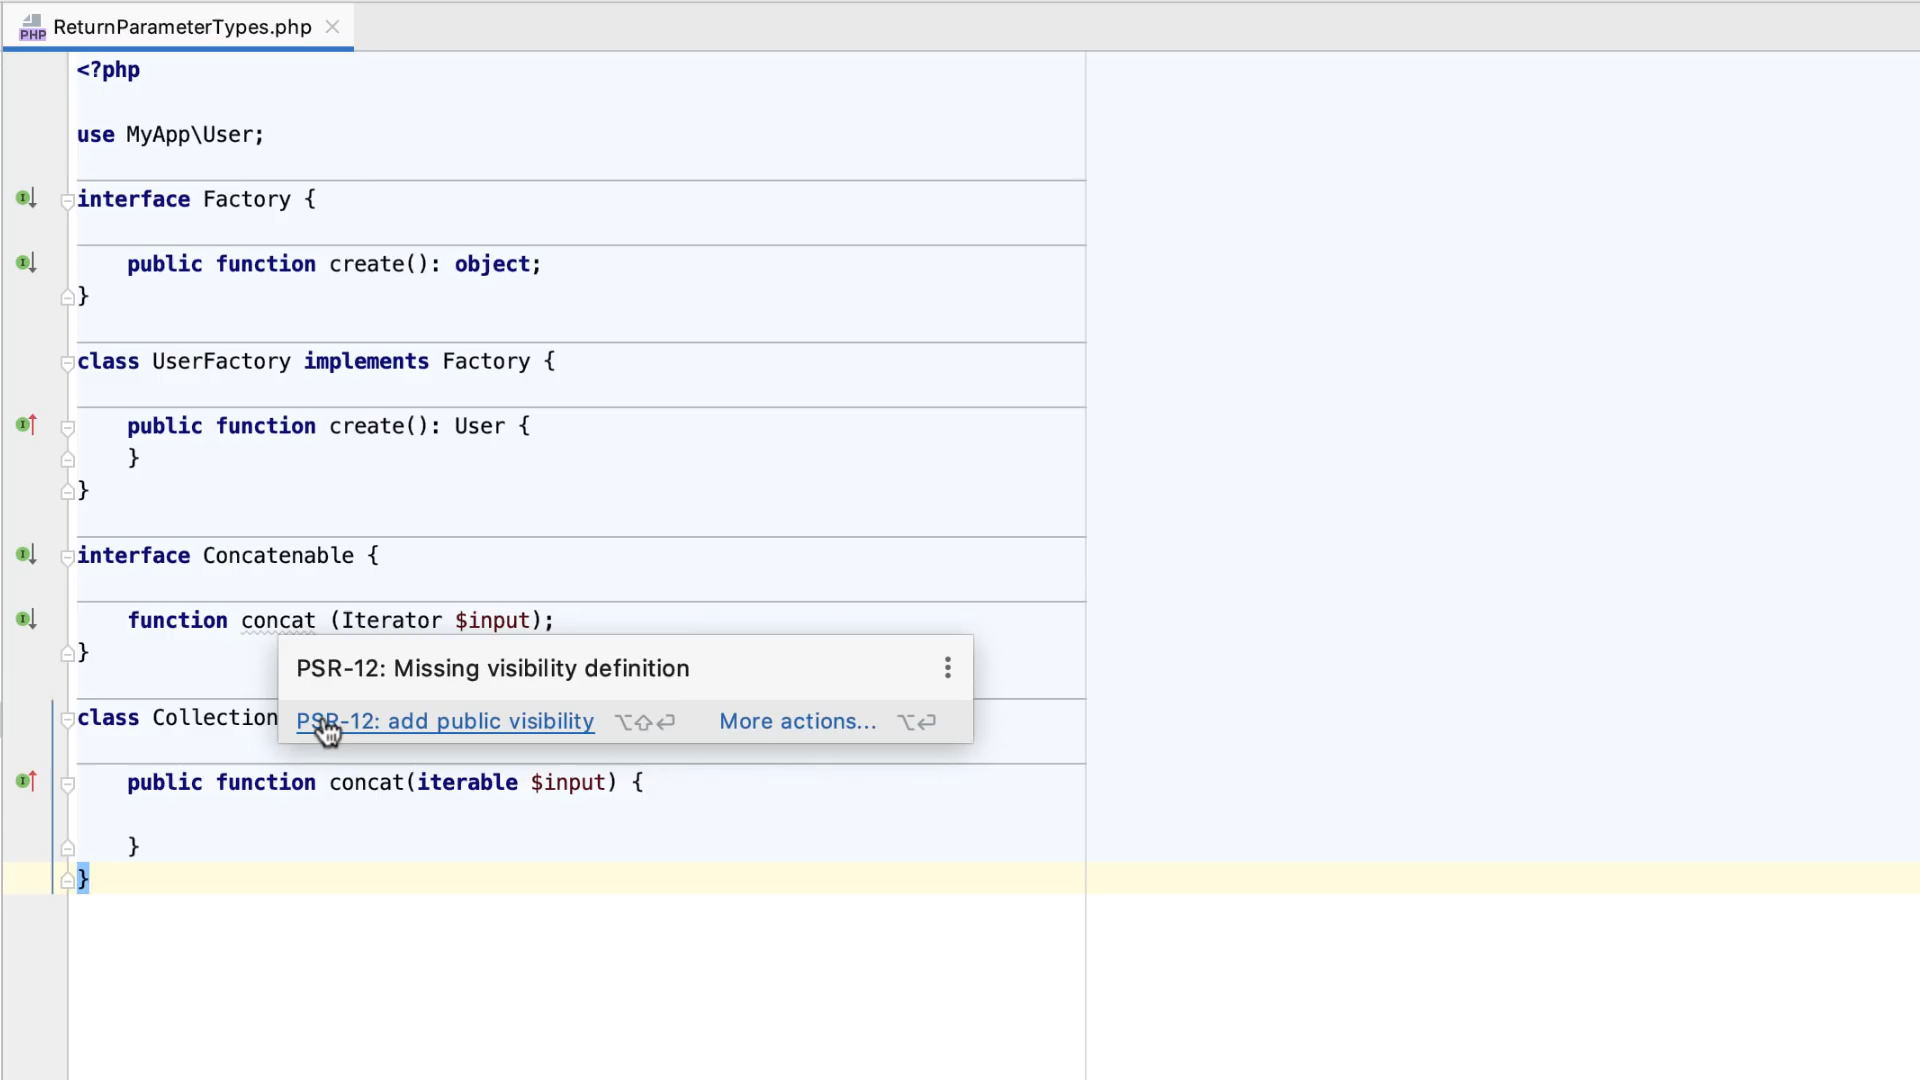 PHP ReturnParameterTypes.php
<?php
use MyApp\User;
interface Factory {
public function create(): object;
}
class UserFactory implements Factory {
public function create(): User {
}
}
interface Concatenable {
function concat (Iterator $input);
}
PSR-12: Missing visibility definition
class Collection
PSR-12: add public visibility ⌥⇧⏎ More actions... ⌥⏎
public function concat(iterable $input) {
}
}